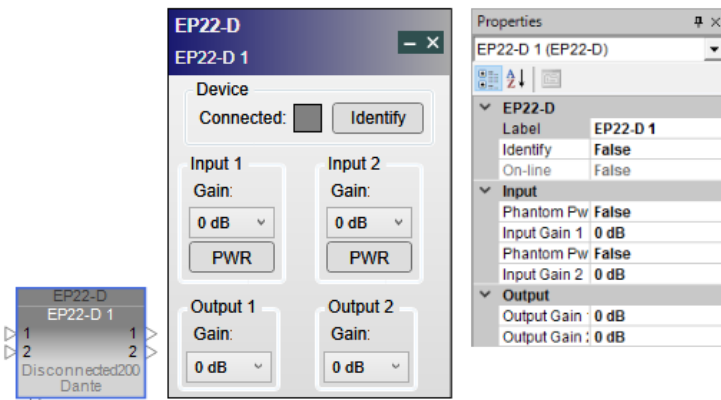 EP22-D
EP22-D 1
1 1
2 2
Disconnected200
Dante
EP22-D
EP22-D 1
Device
Connected: Identify
Input 1 Input 2
Gain: Gain:
0 dB 0 dB
PWR PWR
Output 1 Output 2
Gain: Gain:
0 dB 0 dB
Properties
EP22-D 1 (EP22-D)
EP22-D
Label EP22-D 1
Identify False
On-line False
Input
Phantom Pw False
Input Gain 1 0 dB
Phantom Pw False
Input Gain 2 0 dB
Output
Output Gain 0 dB
Output Gain 0 dB